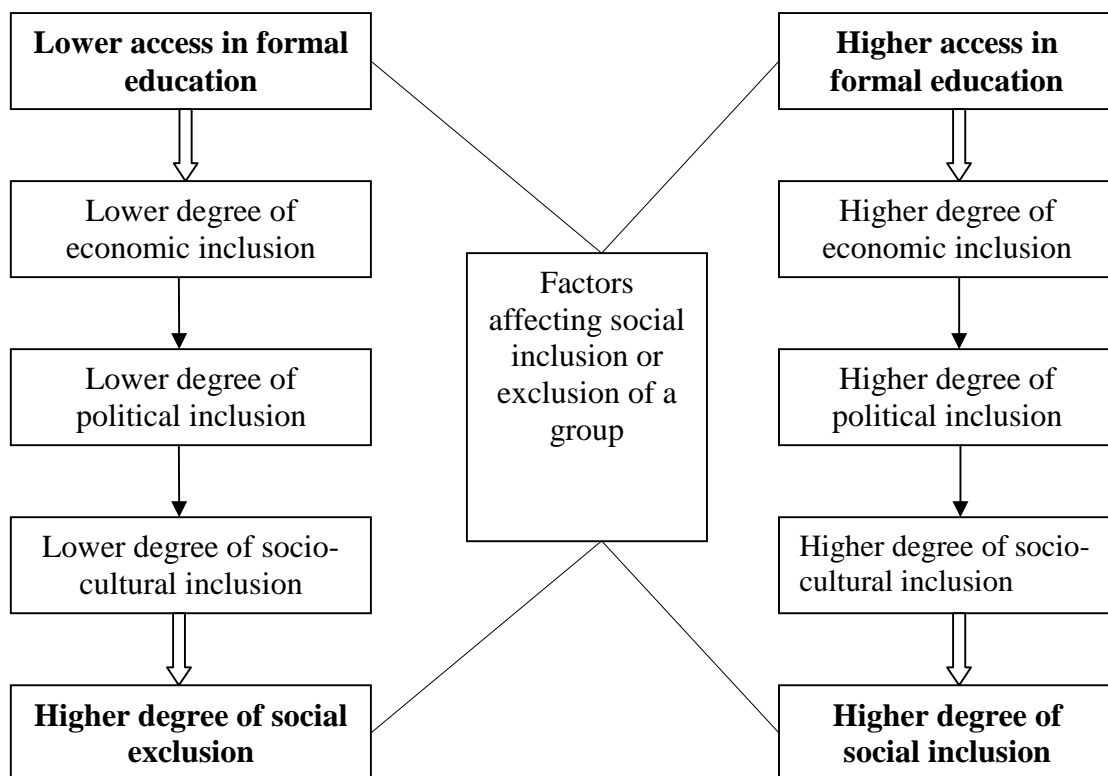 Lower access in formal
education
Lower degree of
economic inclusion
Lower degree of
political inclusion
Lower degree of socio-
cultural inclusion
Higher degree of social
exclusion
Factors
affecting social
inclusion or
exclusion of a
group
Higher access in
formal education
Higher degree of
economic inclusion
Higher degree of
political inclusion
Higher degree of socio-
cultural inclusion
Higher degree of
social inclusion